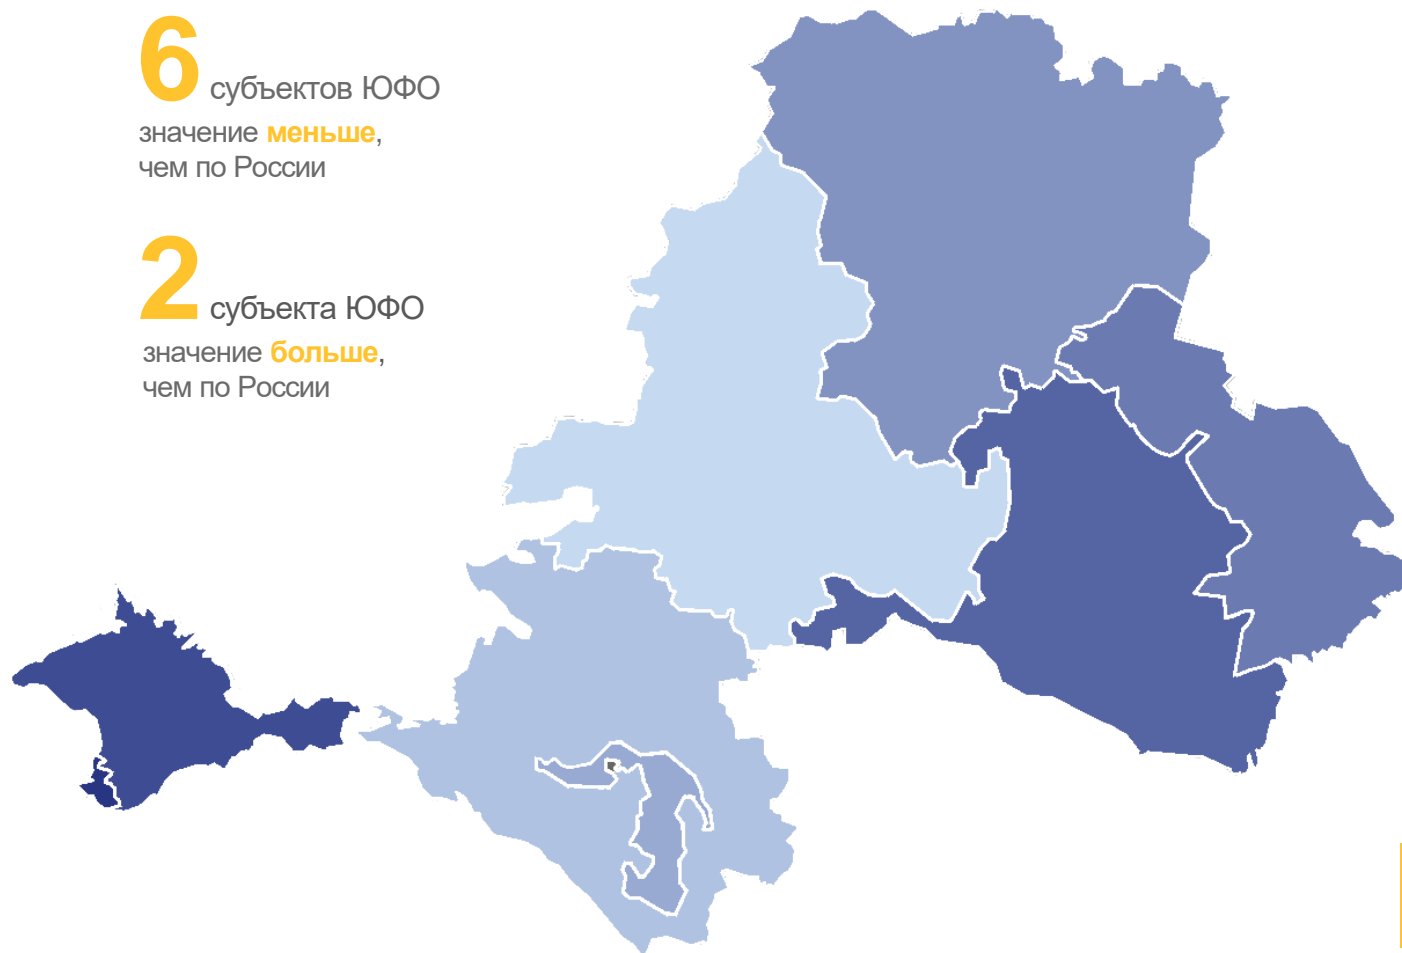 6 субъектов ЮФО
значение меньше,
чем по России
2 субъекта ЮФО
значение больше,
чем по России